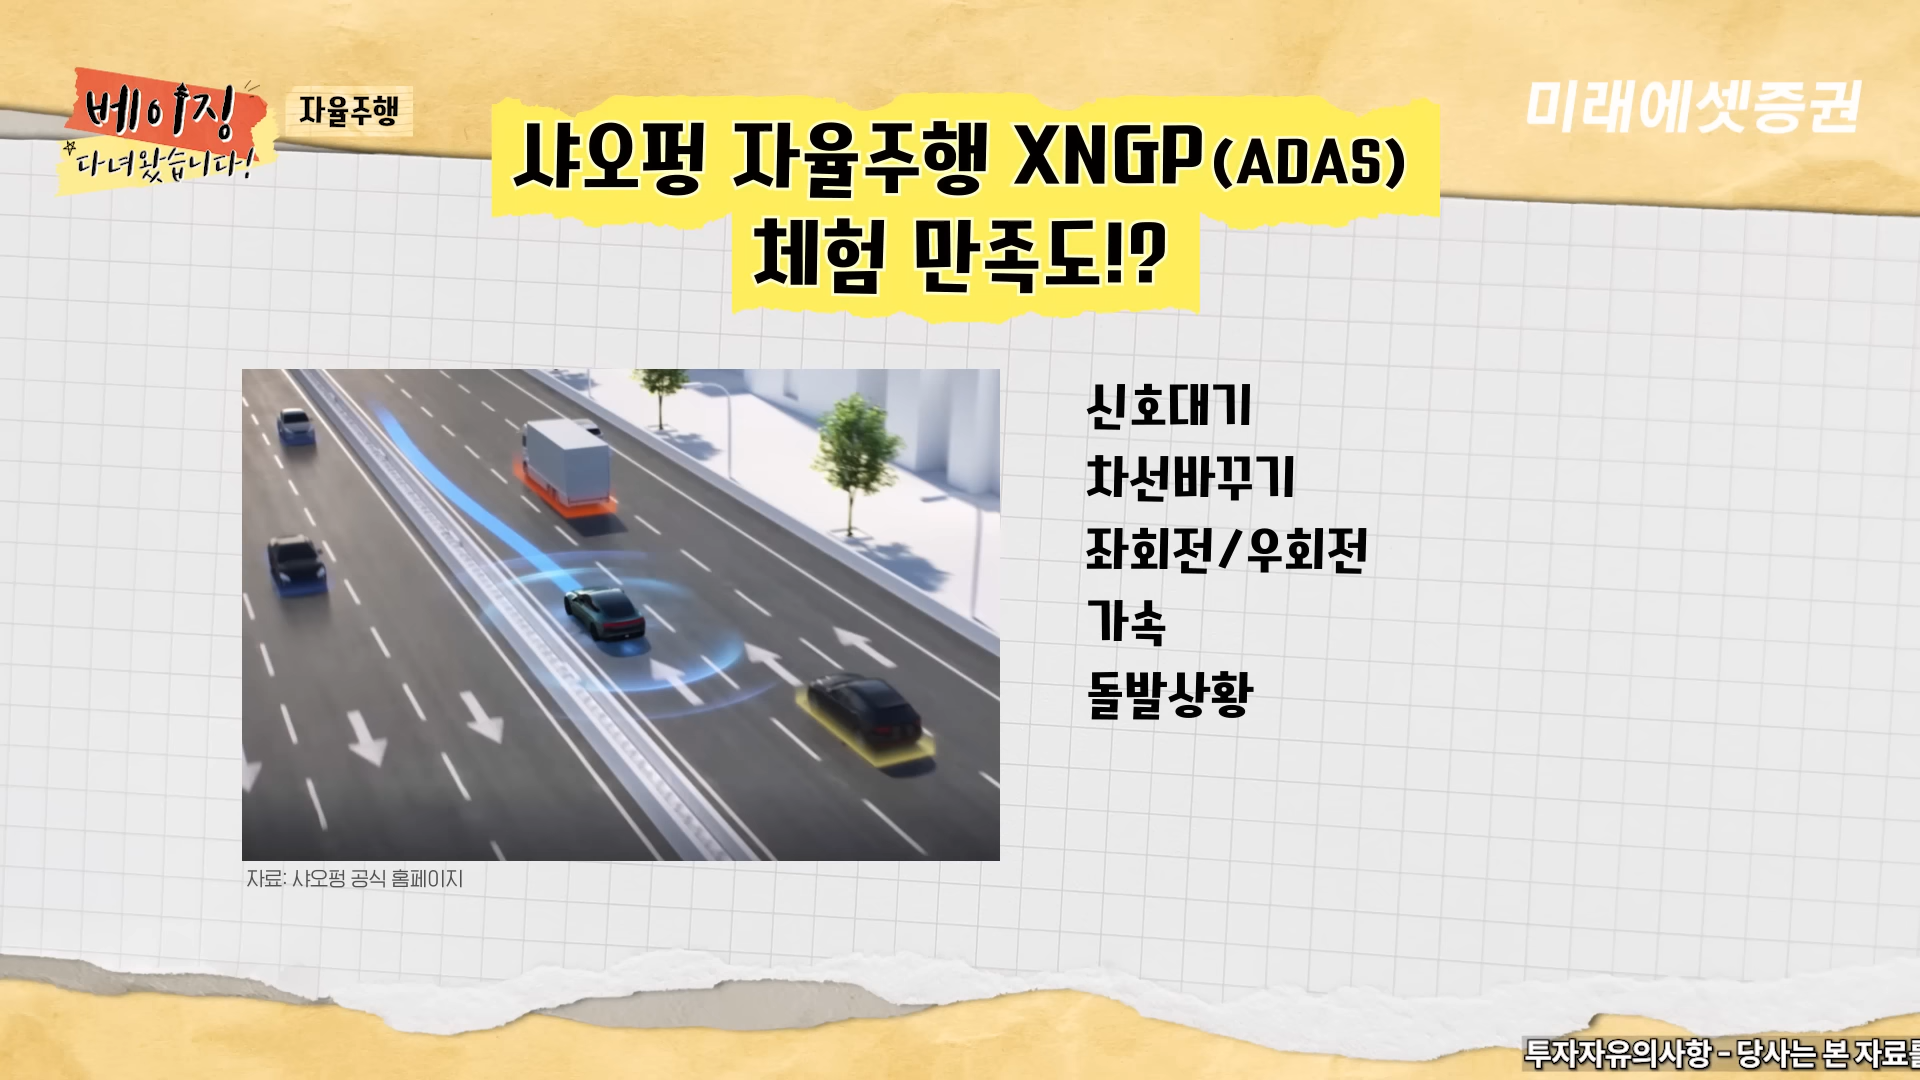 베이징
다녀왔습니다!
자율주행
미래에셋증권
샤오펑 자율주행 XNGP(ADAS)
체험 만족도!?
신호대기
차선바꾸기
좌회전/우회전
가속
돌발상황
자료: 샤오펑 공식 홈페이지
투자자유의사항 - 당사는 본 자료를